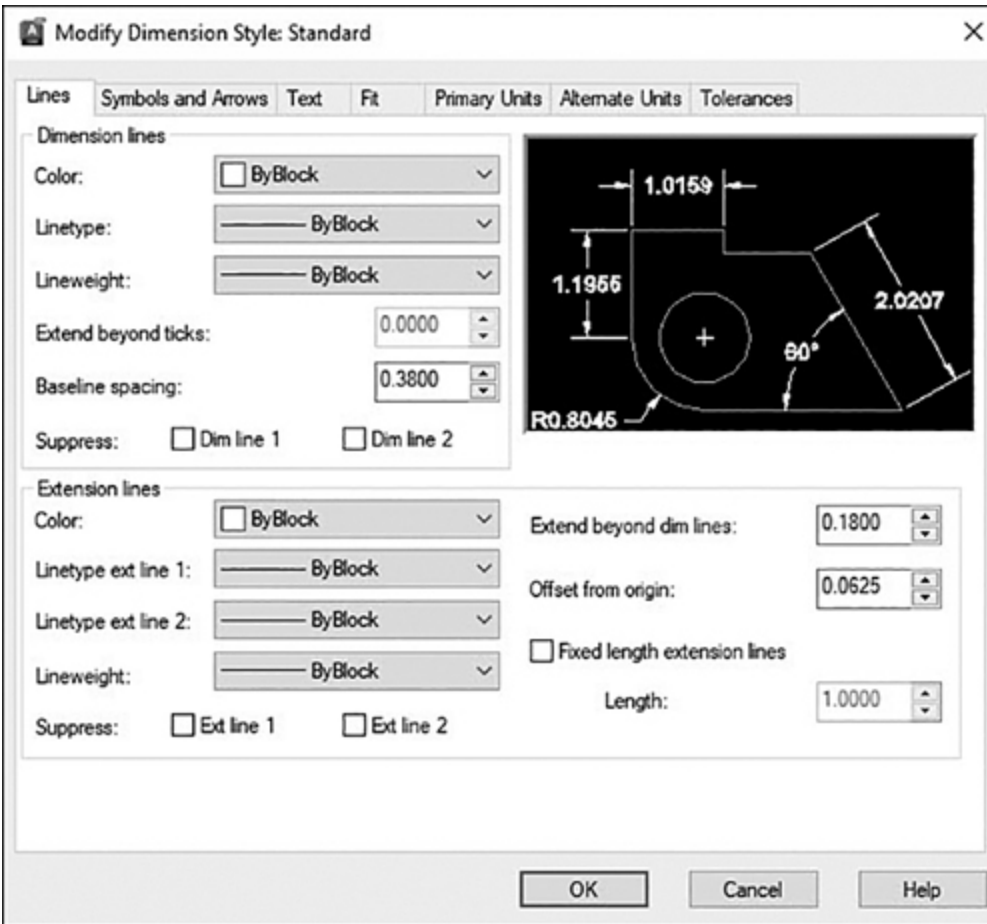 Modify Dimension Style: Standard
Lines Symbols and Arrows Text Fit Primary Units Alternate Units Tolerances
Dimension lines
Color: ByBlock
Linetype: ByBlock
Lineweight: ByBlock
Extend beyond ticks: 0.0000
Baseline spacing: 0.3800
Suppress: Dim line 1 Dim line 2
1.0159
1.1955
2.0207
60°
R0.8045
Extension lines
Color: ByBlock
Linetype ext line 1: ByBlock
Linetype ext line 2: ByBlock
Lineweight: ByBlock
Suppress: Ext line 1 Ext line 2
Extend beyond dim lines: 0.1800
Offset from origin: 0.0625
Fixed length extension lines
Length: 1.0000
OK Cancel Help